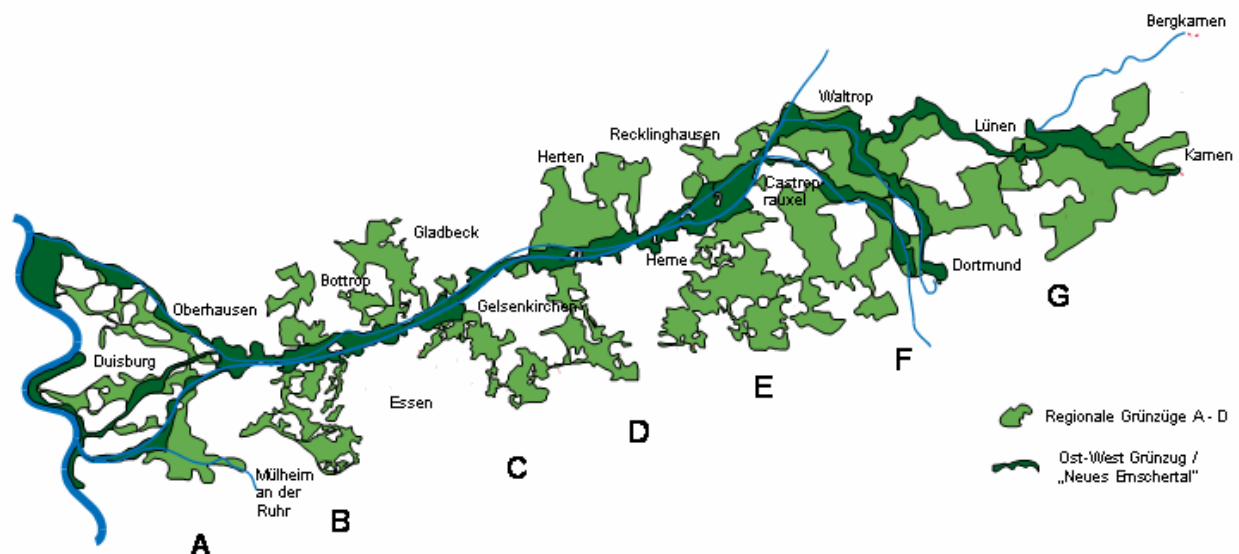 Bergkamen
Waltrop
Lünen
Recklinghausen
Herten
Kamen
Castrop
rauxel
Gladbeck
Herne
Bottrop
Dortmund
Oberhausen
Gelsenkirchen
G
Duisburg
F
E
Essen
Regionale Grünzüge A - D
D
Ost-West Grünzug /
„Neues Emschertal"
C
Mülheim
an der
Ruhr
B
A